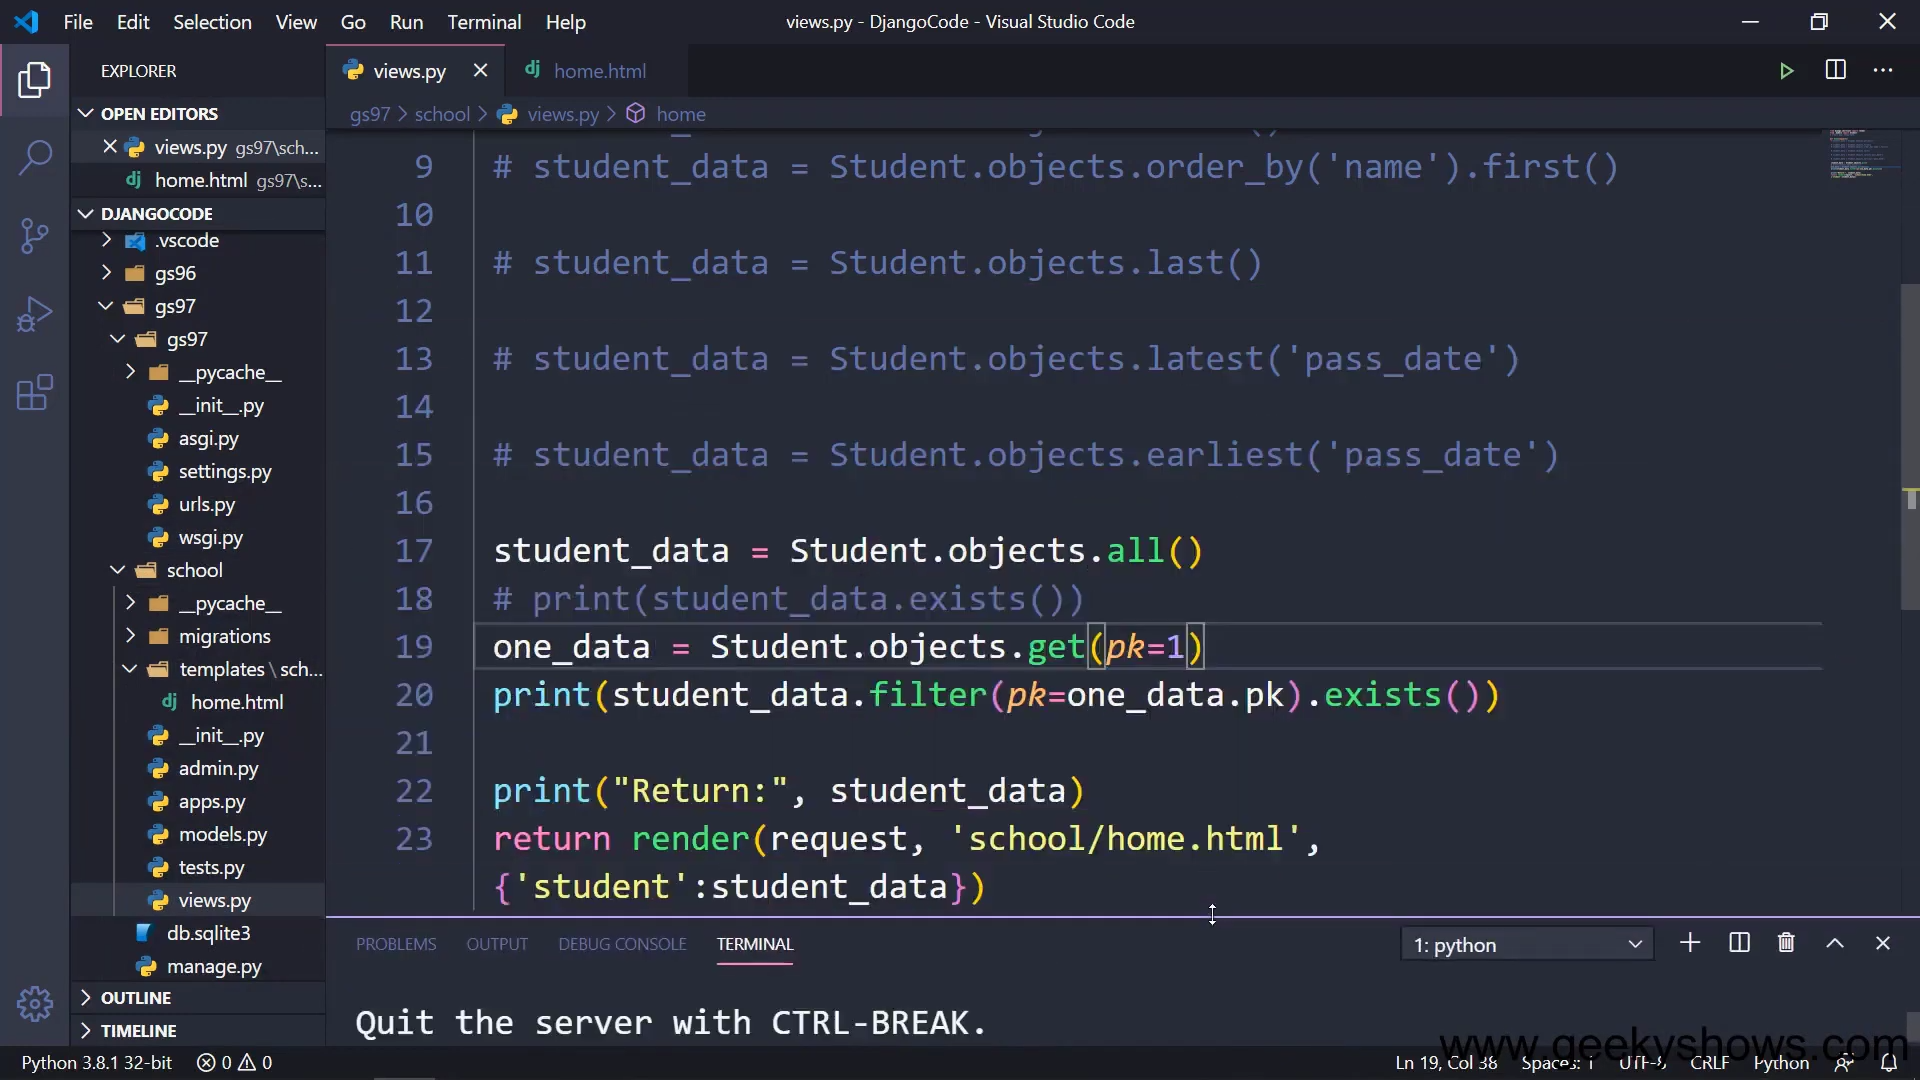 File Edit Selection View Go Run Terminal Help
views.py - DjangoCode - Visual Studio Code
EXPLORER
OPEN EDITORS
views.py gs97\sch...
home.html gs97\s...
DJANGOCODE
.vscode
gs96
gs97
gs97
__pycache__
__init__.py
asgi.py
settings.py
urls.py
wsgi.py
school
__pycache__
migrations
templates\sch...
home.html
__init__.py
admin.py
apps.py
models.py
tests.py
views.py
db.sqlite3
manage.py
OUTLINE
TIMELINE
views.py
home.html
gs97 > school > views.py > home
9 # student_data = Student.objects.order_by('name').first()
10
11 # student_data = Student.objects.last()
12
13 # student_data = Student.objects.latest('pass_date')
14
15 # student_data = Student.objects.earliest('pass_date')
16
17 student_data = Student.objects.all()
18 # print(student_data.exists())
19 one_data = Student.objects.get(pk=1)
20 print(student_data.filter(pk=one_data.pk).exists())
21
22 print("Return:", student_data)
23 return render(request, 'school/home.html',
{'student':student_data})
PROBLEMS OUTPUT DEBUG CONSOLE TERMINAL
1: python
Quit the server with CTRL-BREAK.
www.geekyshows.com
Python 3.8.1 32-bit 0 0
Ln 19, Col 38 Spaces: 1 UTF-8 CRLF Python